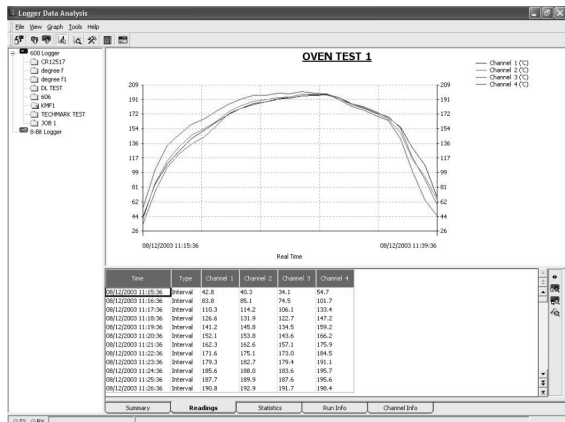 Logger Data Analysis
File View Graph Tools Help
600 Logger
CR12517
degree f
degree f1
DL TEST
606
KMF1
TECHMARK TEST
JOB 1
8-Bit Logger
OVEN TEST 1
Channel 1 (°C)
Channel 2 (°C)
Channel 3 (°C)
Channel 4 (°C)
209 209
191 191
172 172
154 154
136 136
117 117
99 99
81 81
62 62
44 44
26 26
08/12/2003 11:15:36 08/12/2003 11:39:36
Real Time
Time Type Channel 1 Channel 2 Channel 3 Channel 4
08/12/2003 11:15:36 Interval 42.8 40.3 34.1 54.7
08/12/2003 11:16:36 Interval 83.8 85.1 74.5 101.7
08/12/2003 11:17:36 Interval 110.3 114.2 106.1 133.4
08/12/2003 11:18:36 Interval 126.6 131.9 122.7 147.2
08/12/2003 11:19:36 Interval 141.2 145.8 134.5 159.2
08/12/2003 11:20:36 Interval 152.1 153.8 143.6 166.2
08/12/2003 11:21:36 Interval 162.3 162.6 157.1 175.9
08/12/2003 11:22:36 Interval 171.6 175.1 173.0 184.5
08/12/2003 11:23:36 Interval 179.3 182.7 179.4 191.1
08/12/2003 11:24:36 Interval 185.6 188.0 183.6 195.7
08/12/2003 11:25:36 Interval 187.7 189.9 187.6 195.6
08/12/2003 11:26:36 Interval 190.8 192.9 191.7 198.4
Summary Readings Statistics Run Info Channel Info
TX RX